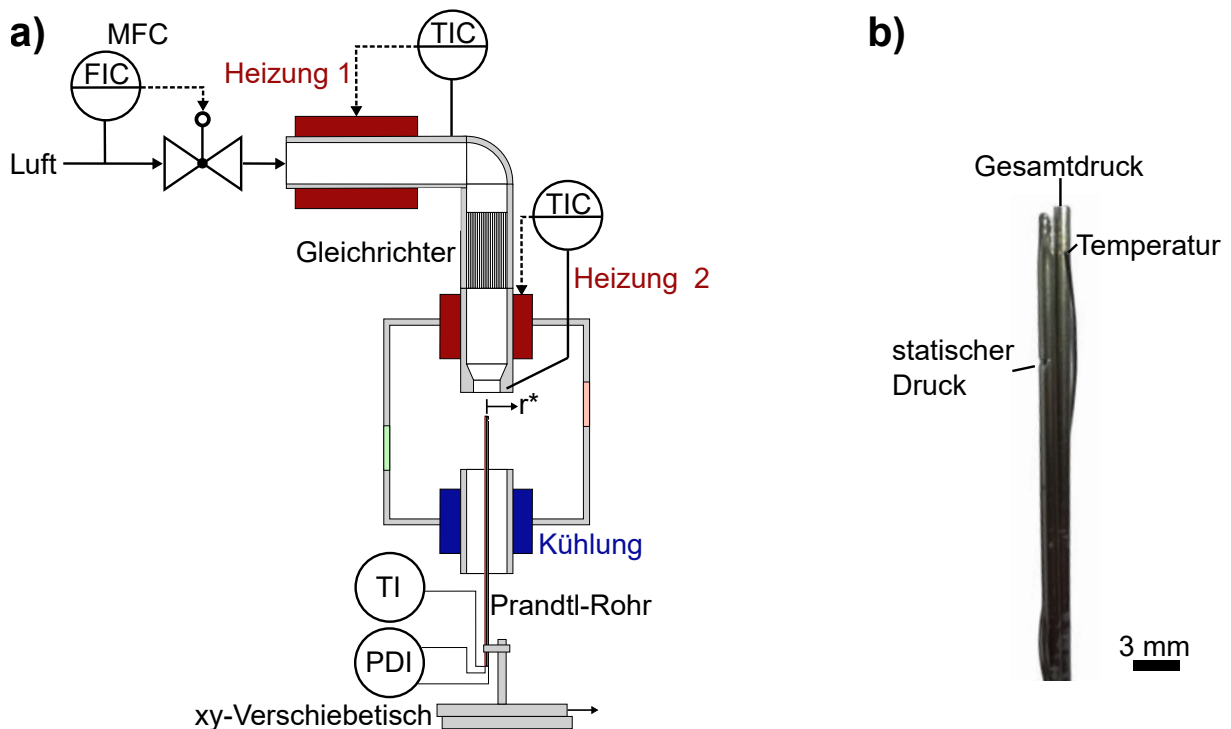 a)
MFC
FIC
TIC
Heizung 1
Luft
TIC
Gleichrichter
Heizung 2
r*
Kühlung
TI
Prandtl-Rohr
PDI
xy-Verschiebetisch
b)
Gesamtdruck
Temperatur
statischer
Druck
3 mm